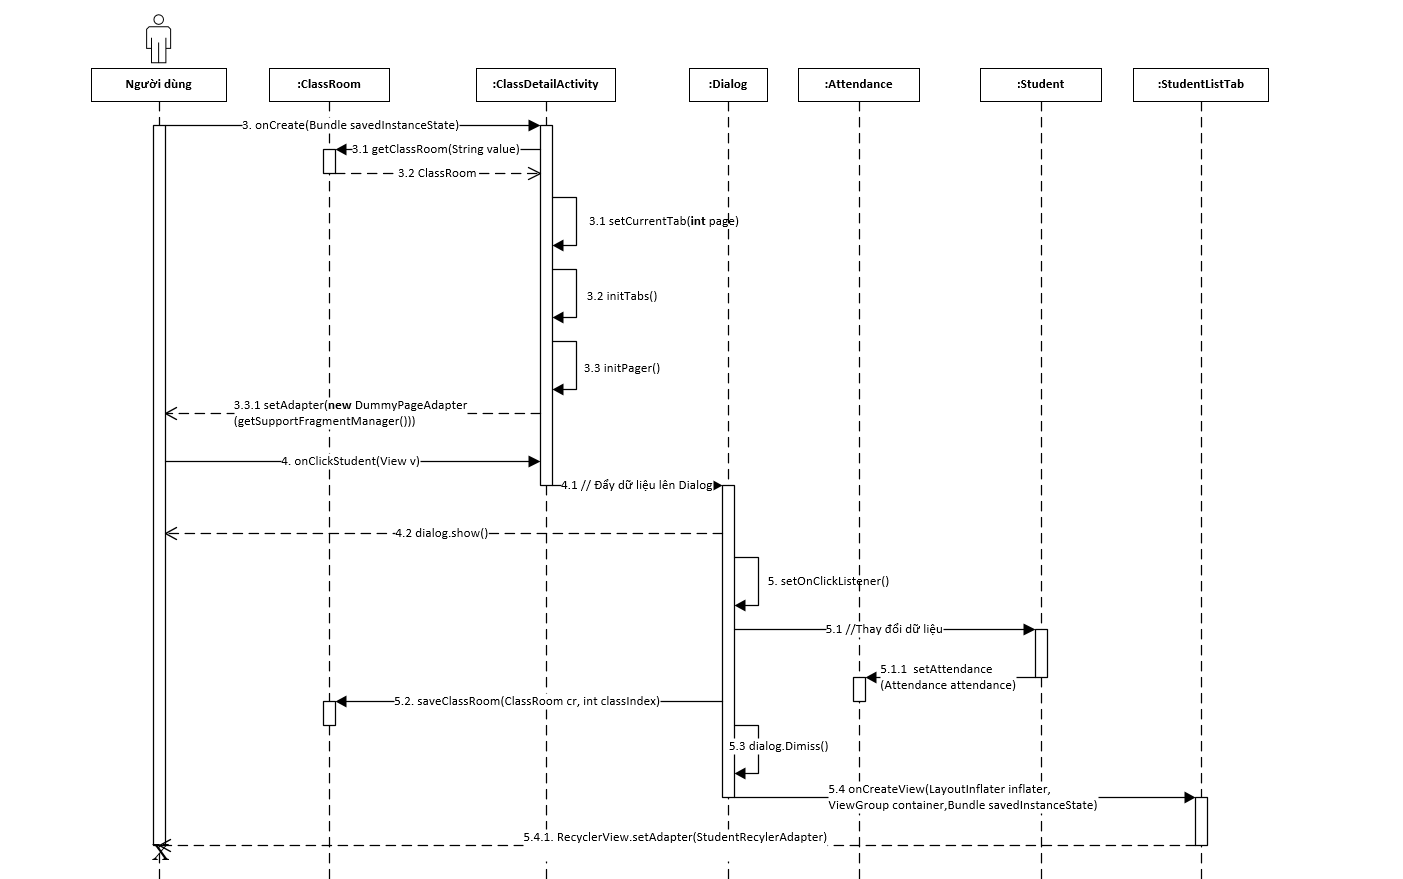 Người dùng
:ClassRoom
:ClassDetailActivity
:Dialog
:Attendance
:Student
:StudentListTab
3. onCreate(Bundle savedInstanceState)
3.1 getClassRoom(String value)
3.2 ClassRoom
3.1 setCurrentTab(int page)
3.2 initTabs()
3.3 initPager()
3.3.1 setAdapter(new DummyPageAdapter
(getSupportFragmentManager()))
4. onClickStudent(View v)
4.1 // Đẩy dữ liệu lên Dialog
4.2 dialog.show()
5. setOnClickListener()
5.1 //Thay đổi dữ liệu
5.1.1 setAttendance
(Attendance attendance)
5.2. saveClassRoom(ClassRoom cr, int classIndex)
5.3 dialog.Dimiss()
5.4 onCreateView(LayoutInflater inflater,
ViewGroup container,Bundle savedInstanceState)
5.4.1. RecyclerView.setAdapter(StudentRecylerAdapter)
X